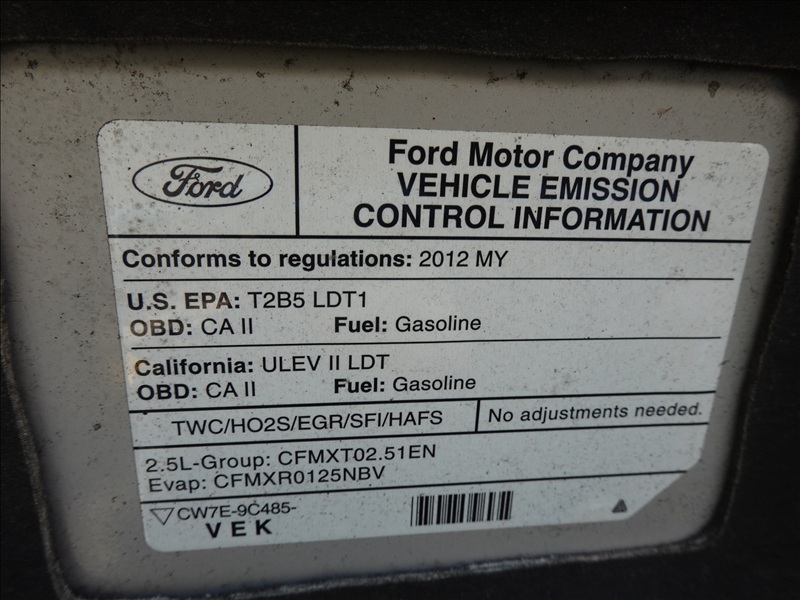 Ford
Ford Motor Company
VEHICLE EMISSION
CONTROL INFORMATION
Conforms to regulations: 2012 MY
U.S. EPA: T2B5 LDT1
OBD: CA II Fuel: Gasoline
California: ULEV II LDT
OBD: CA II Fuel: Gasoline
TWC/HO2S/EGR/SFI/HAFS No adjustments needed.
2.5L-Group: CFMXT02.51EN
Evap: CFMXR0125NBV
CW7E-9C485-
VEK